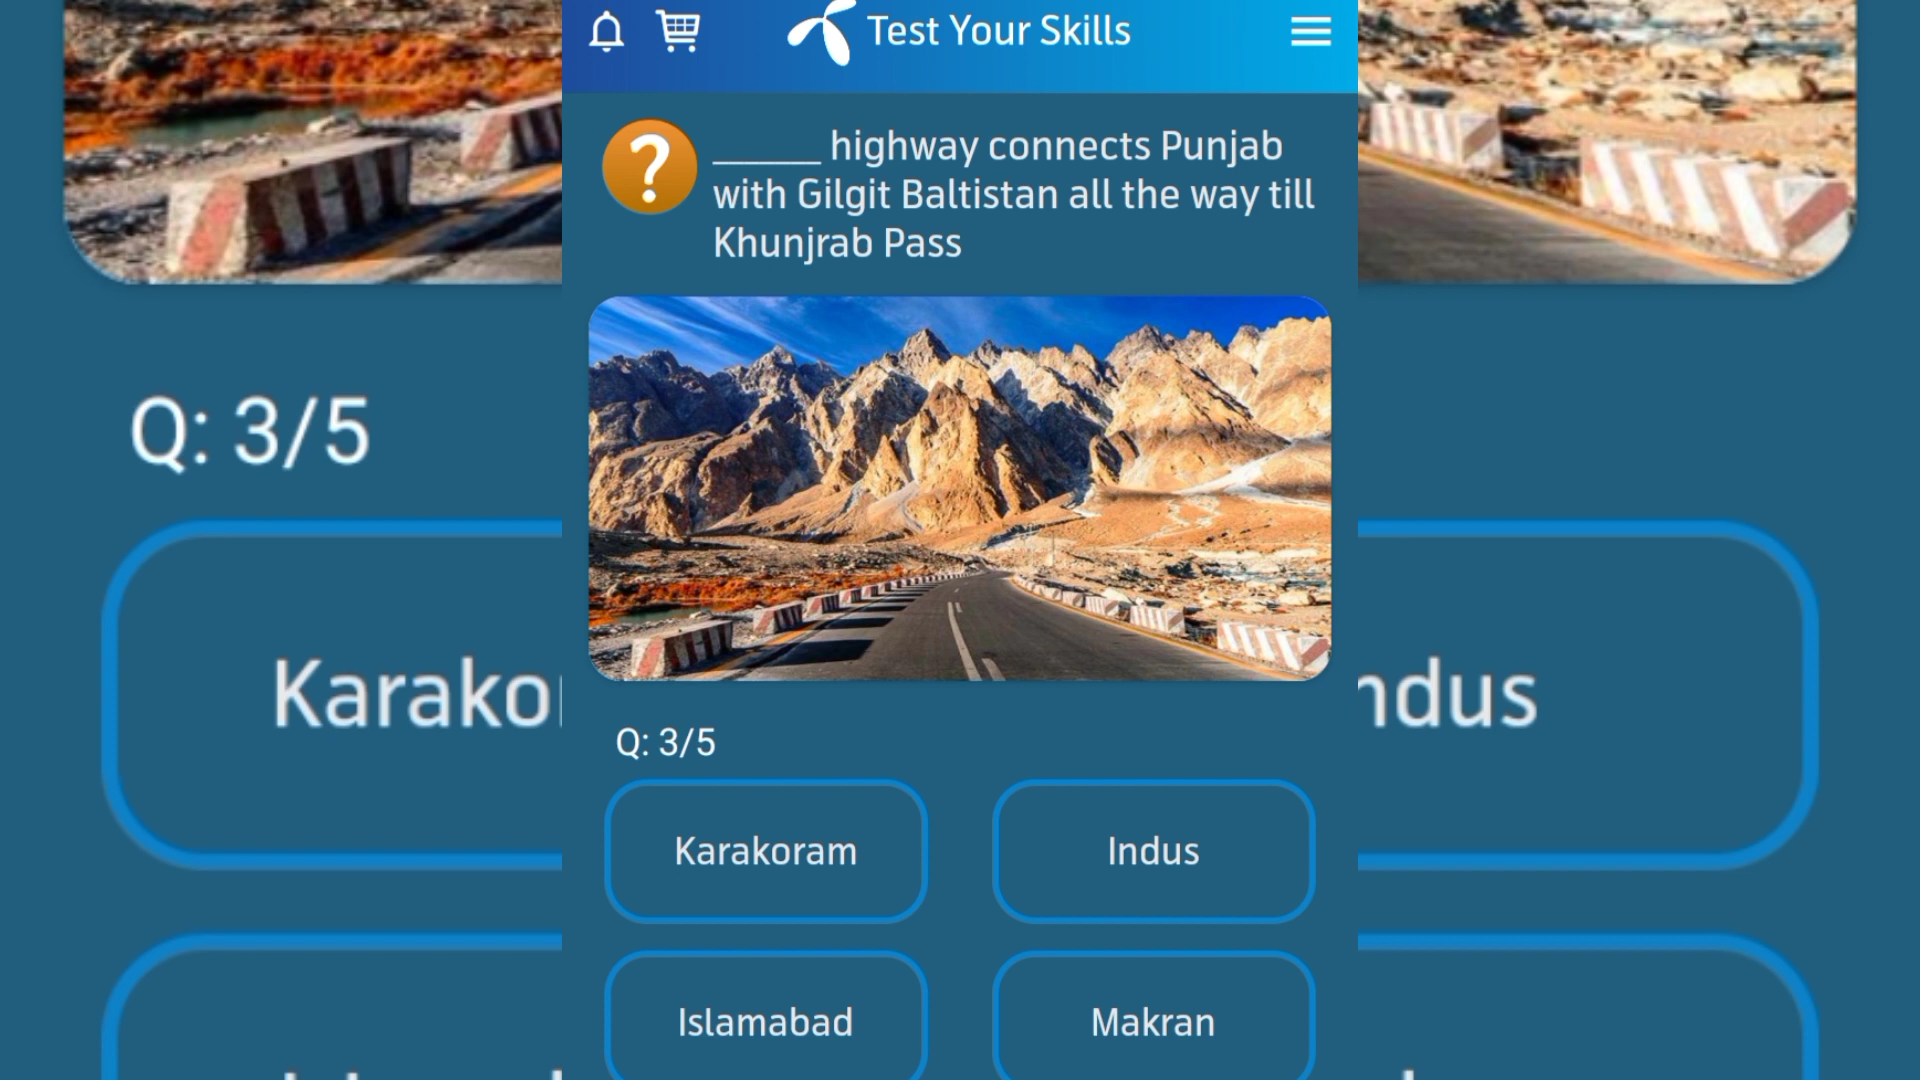 Test Your Skills
?
______ highway connects Punjab
with Gilgit Baltistan all the way till
Khunjrab Pass
Q: 3/5
Q: 3/5
Karako
ndus
Karakoram
Indus
Islamabad
Makran